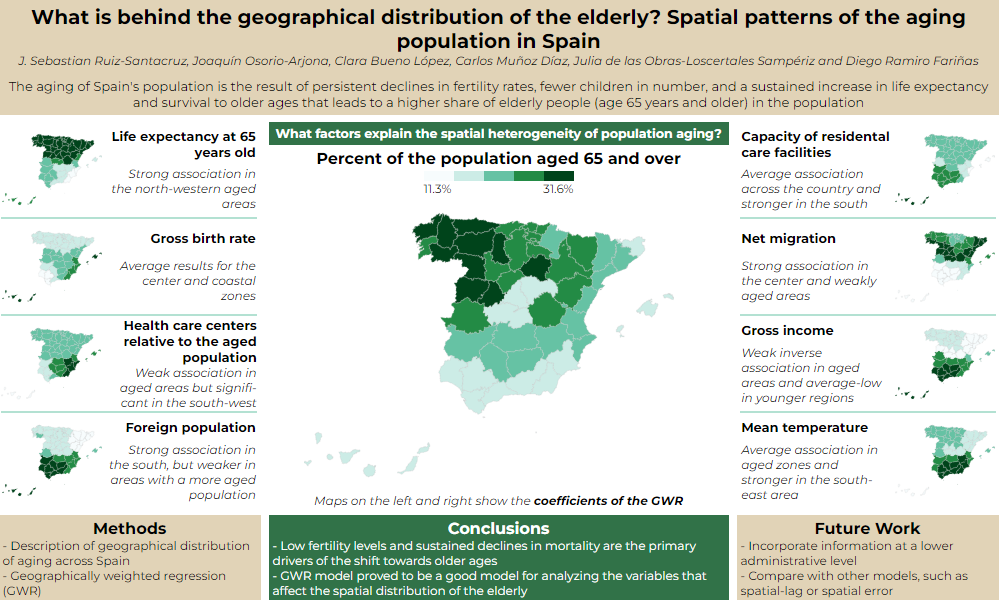 What is behind the geographical distribution of the elderly? Spatial patterns of the aging
population in Spain
J. Sebastian Ruiz-Santacruz, Joaquín Osorio-Arjona, Clara Bueno López, Carlos Muñoz Díaz, Julia de las Obras-Loscertales Sampériz and Diego Ramiro Fariñas
The aging of Spain's population is the result of persistent declines in fertility rates, fewer children in number, and a sustained increase in life expectancy
and survival to older ages that leads to a higher share of elderly people (age 65 years and older) in the population
Life expectancy at 65
years old
Strong association in
the north-western aged
areas
Gross birth rate
Average results for the
center and coastal
zones
Health care centers
relative to the aged
population
Weak association in
aged areas but signifi-
cant in the south-west
Foreign population
Strong association in
the south, but weaker in
areas with a more aged
population
What factors explain the spatial heterogeneity of population aging?
Percent of the population aged 65 and over
11.3% 31.6%
Maps on the left and right show the coefficients of the GWR
Capacity of residential
care facilities
Average association
across the country and
stronger in the south
Net migration
Strong association in
the center and weakly
aged areas
Gross income
Weak inverse
association in aged
areas and average-low
in younger regions
Mean temperature
Average association in
aged zones and
stronger in the south-
east area
Methods
- Description of geographical distribution
of aging across Spain
- Geographically weighted regression
(GWR)
Conclusions
- Low fertility levels and sustained declines in mortality are the primary
drivers of the shift towards older ages
- GWR model proved to be a good model for analyzing the variables that
affect the spatial distribution of the elderly
Future Work
- Incorporate information at a lower
administrative level
- Compare with other models, such as
spatial-lag or spatial error